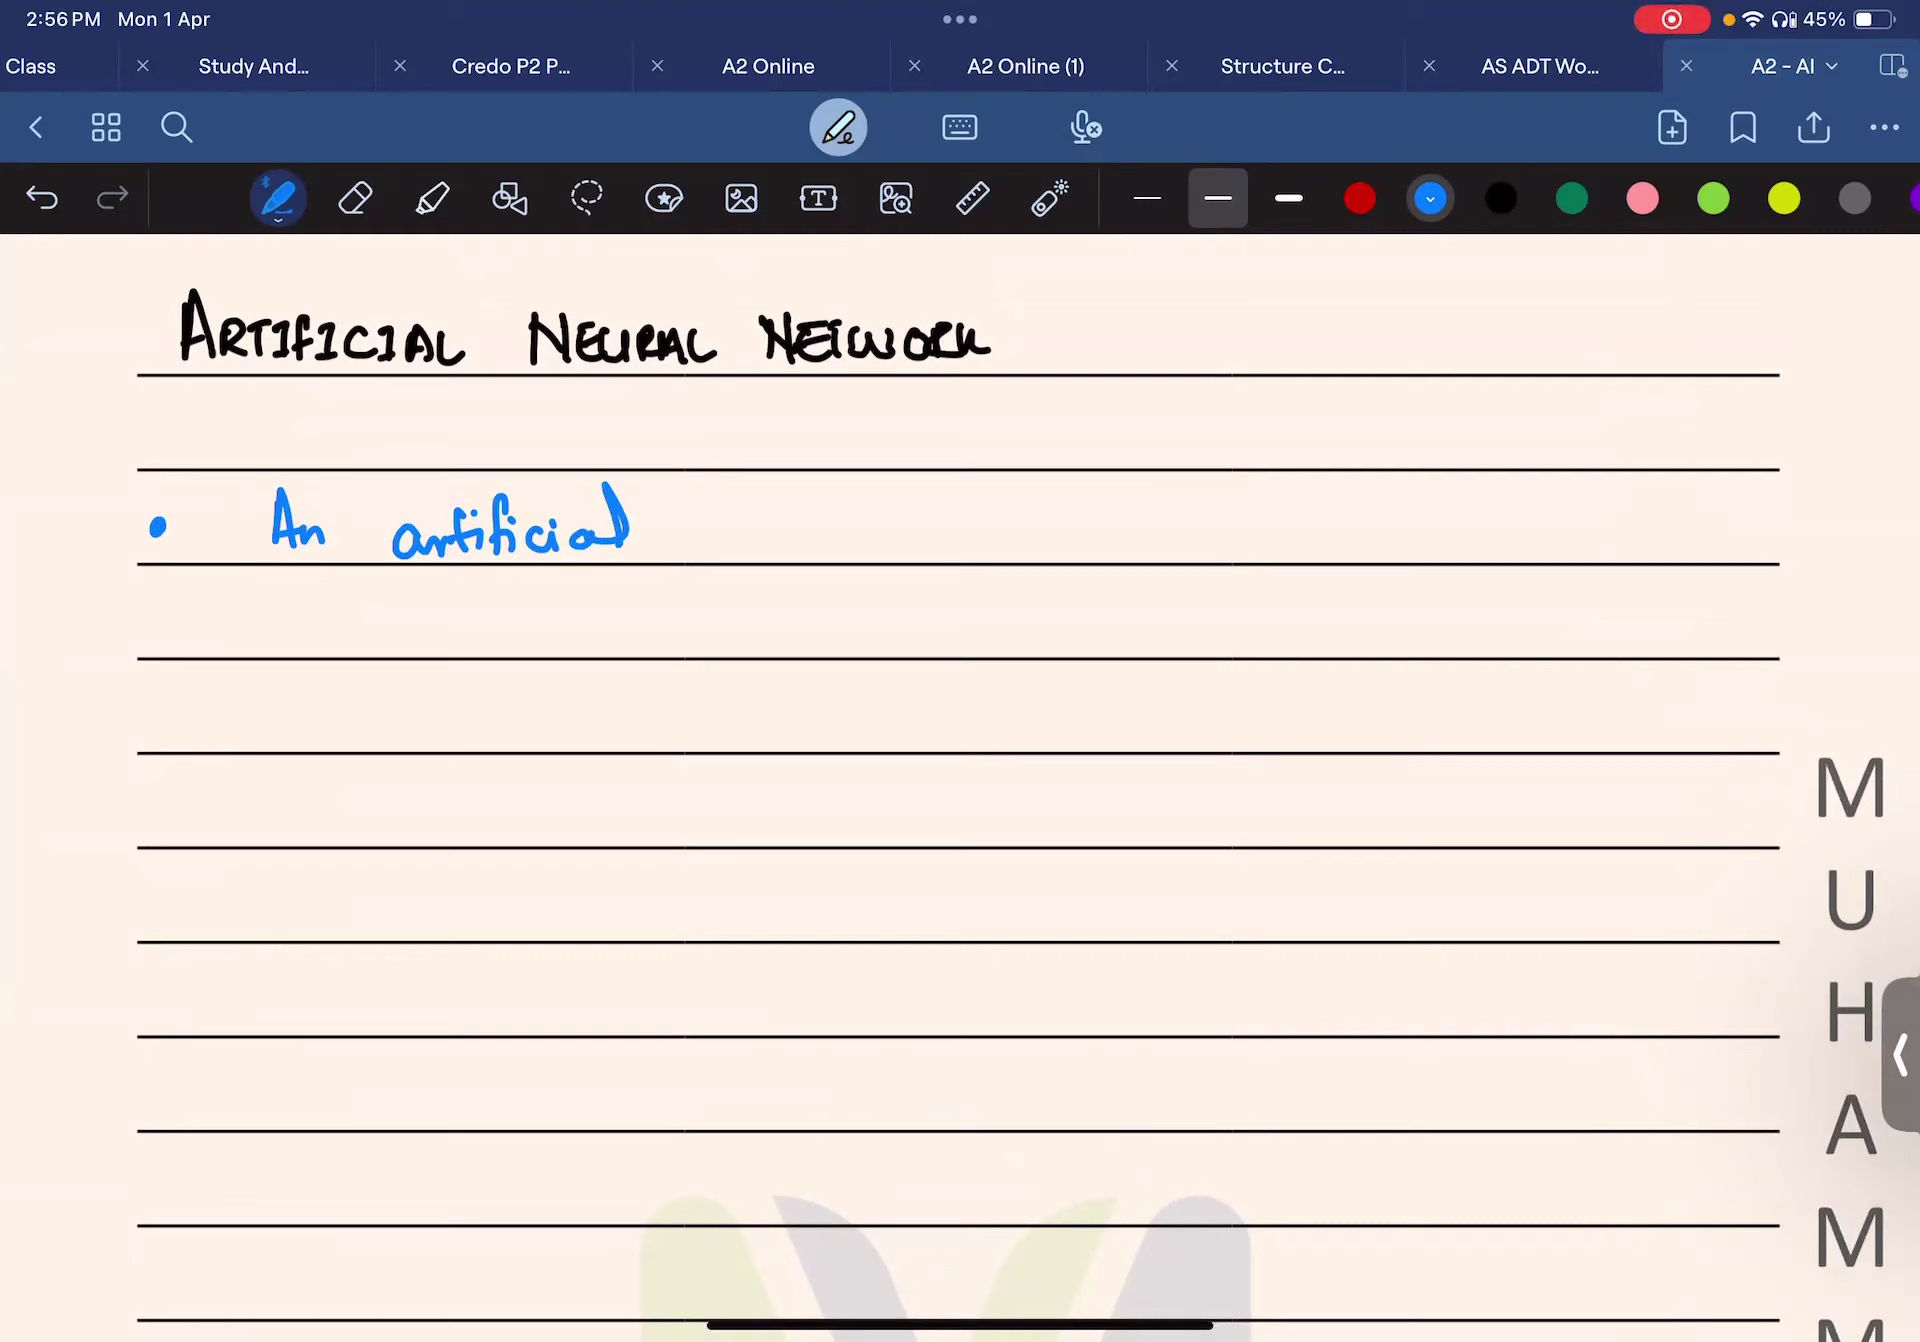 2:56 PM Mon 1 Apr 45%
Class Study And... Credo P2 P... A2 Online A2 Online (1) Structure C... AS ADT Wo... A2 - AI
ARTIFICIAL NEURAL NETWORK
• An artificial
M
U
H
A
M
M